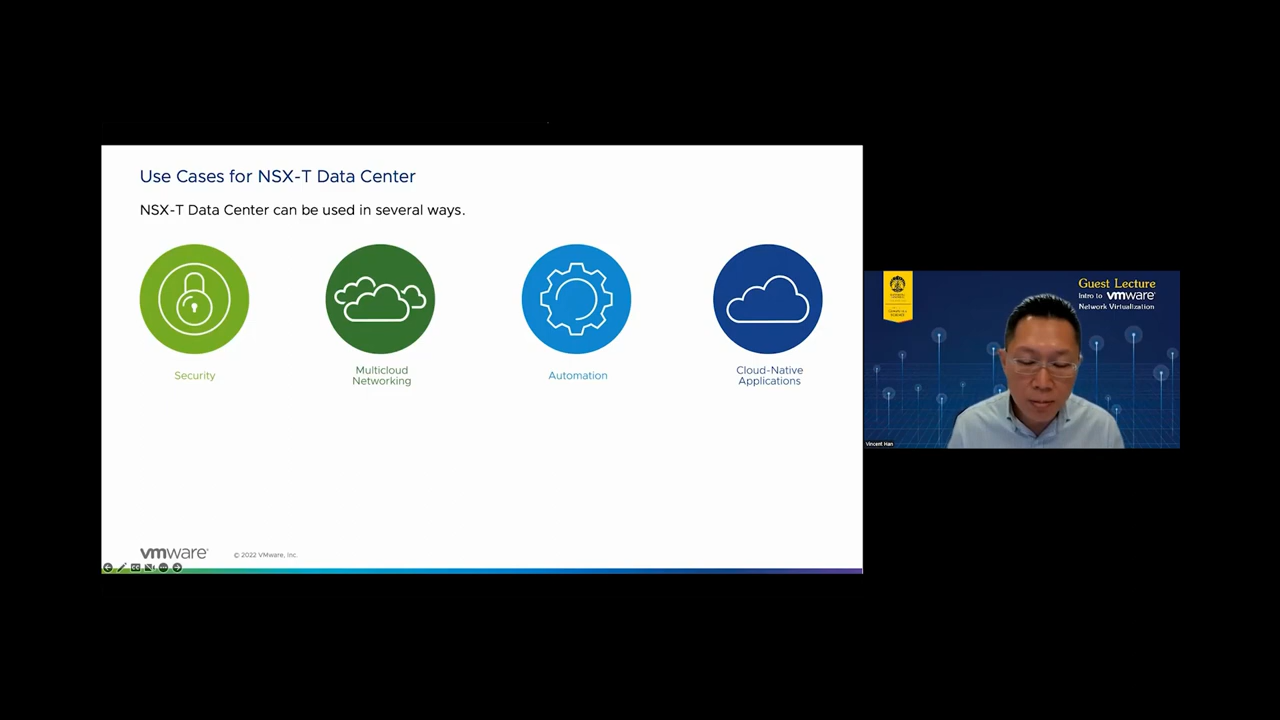 Use Cases for NSX-T Data Center
NSX-T Data Center can be used in several ways.
Security
Multicloud
Networking
Automation
Cloud-Native
Applications
vmware®
© 2022 VMware, Inc.
Guest Lecture
Intro to vmware®
Network Virtualization
Vincent Han